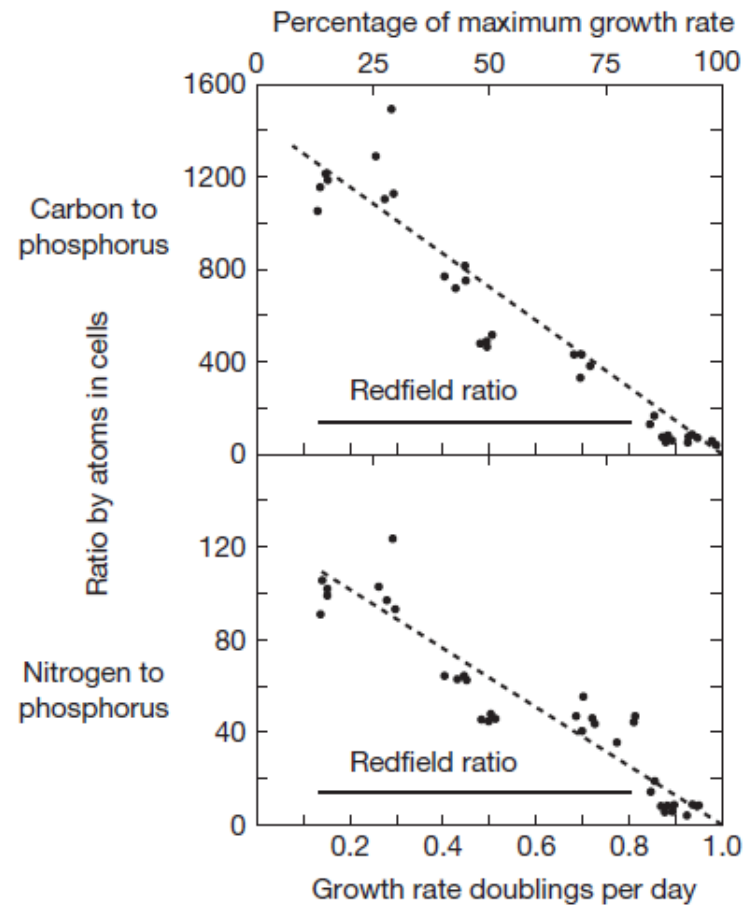 Percentage of maximum growth rate
0 25 50 75 100
1600
1200
800
400
0
Carbon to
phosphorus
Redfield ratio
Ratio by atoms in cells
120
80
40
0
Nitrogen to
phosphorus
Redfield ratio
0.2 0.4 0.6 0.8 1.0
Growth rate doublings per day